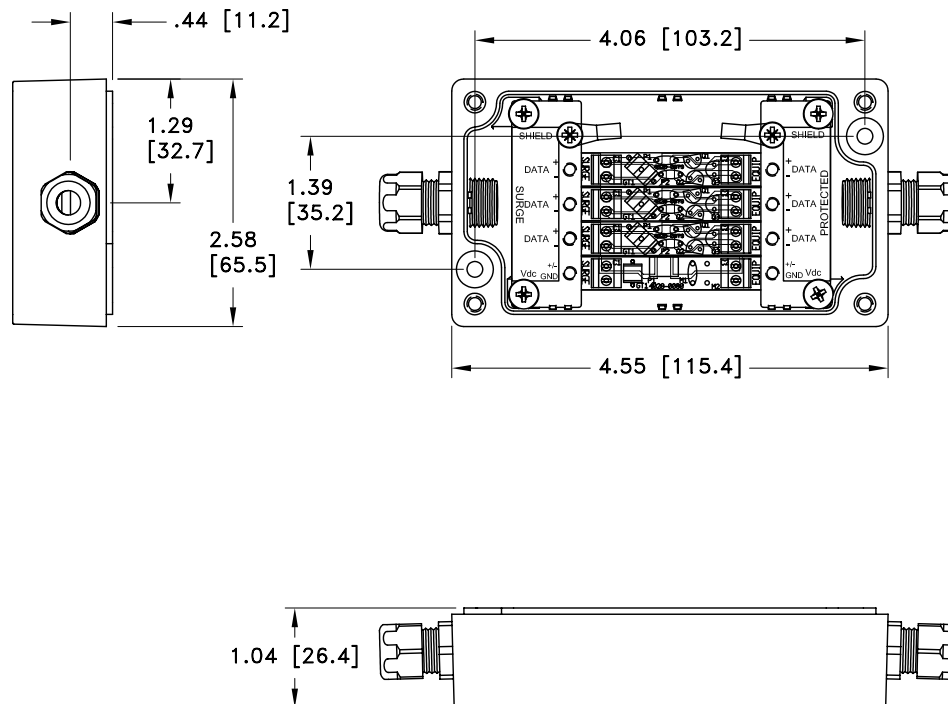 .44 [11.2]
4.06 [103.2]
1.29
[32.7]
1.39
[35.2]
2.58
[65.5]
SHIELD
SHIELD
DATA
+
-
DATA
+
-
DATA
+
-
Vdc
+/-
GND
SURGE
+
-
DATA
+
-
DATA
+
-
DATA
+/-
GND Vdc
PROTECTED
SURF
EQUIP
4.55 [115.4]
1.04 [26.4]